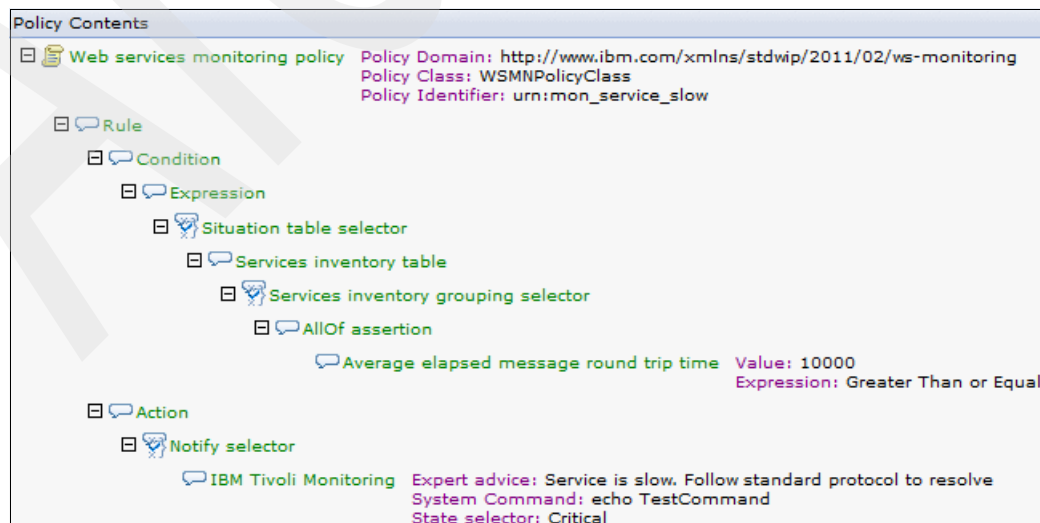 Policy Contents
Web services monitoring policy Policy Domain: http://www.ibm.com/xmlns/stdwip/2011/02/ws-monitoring
Policy Class: WSMNPolicyClass
Policy Identifier: urn:mon_service_slow
Rule
Condition
Expression
Situation table selector
Services inventory table
Services inventory grouping selector
AllOf assertion
Average elapsed message round trip time Value: 10000
Expression: Greater Than or Equal
Action
Notify selector
IBM Tivoli Monitoring Expert advice: Service is slow. Follow standard protocol to resolve
System Command: echo TestCommand
State selector: Critical